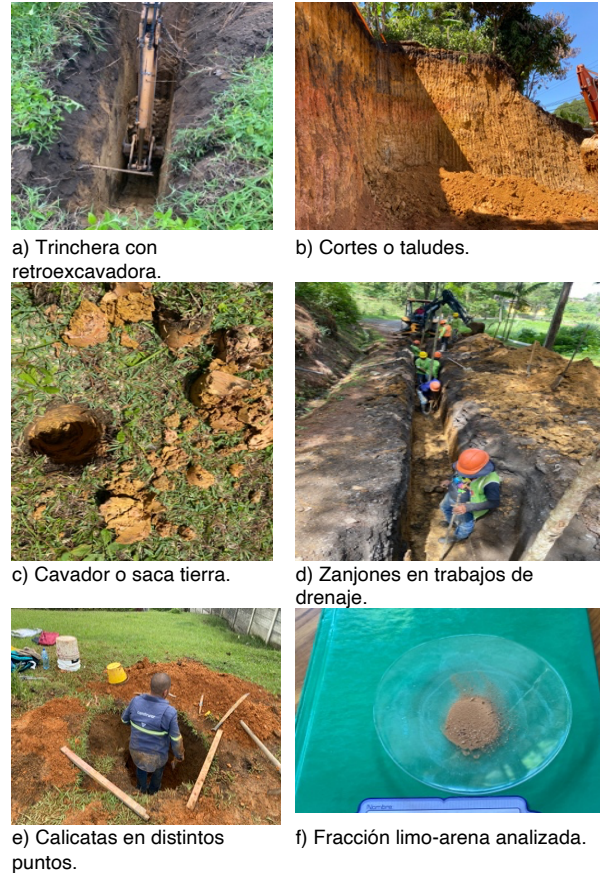 a) Trinchera con
retroexcavadora.
b) Cortes o taludes.
c) Cavador o saca tierra.
d) Zanjones en trabajos de
drenaje.
e) Calicatas en distintos
puntos.
Nombre:
f) Fracción limo-arena analizada.